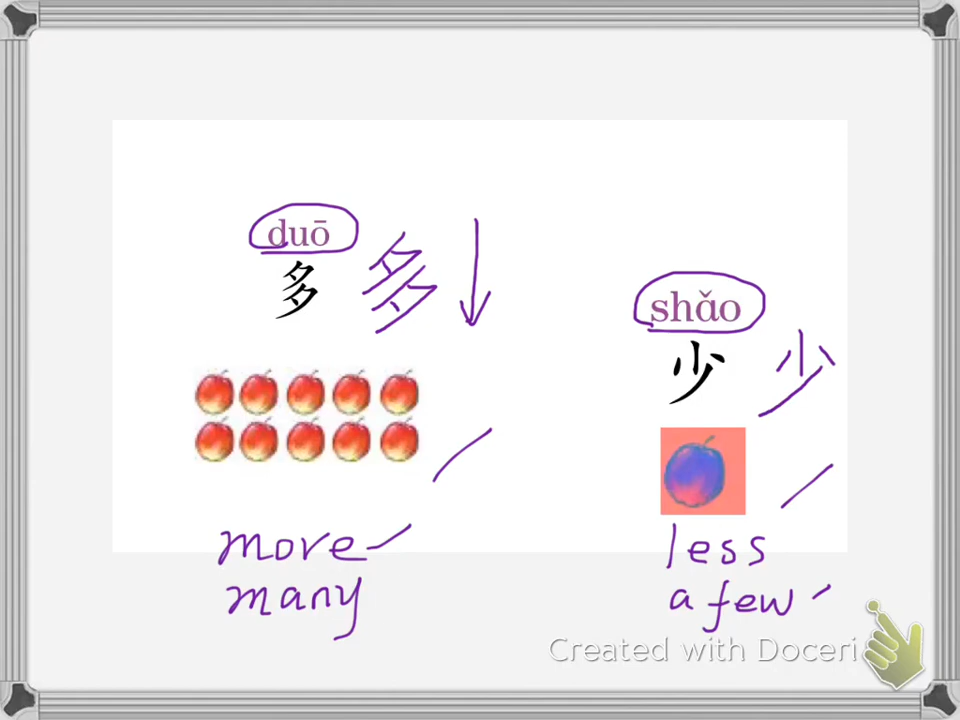 duō
多 多
more
many
shǎo
少 少
less
a few
Created with Doceri